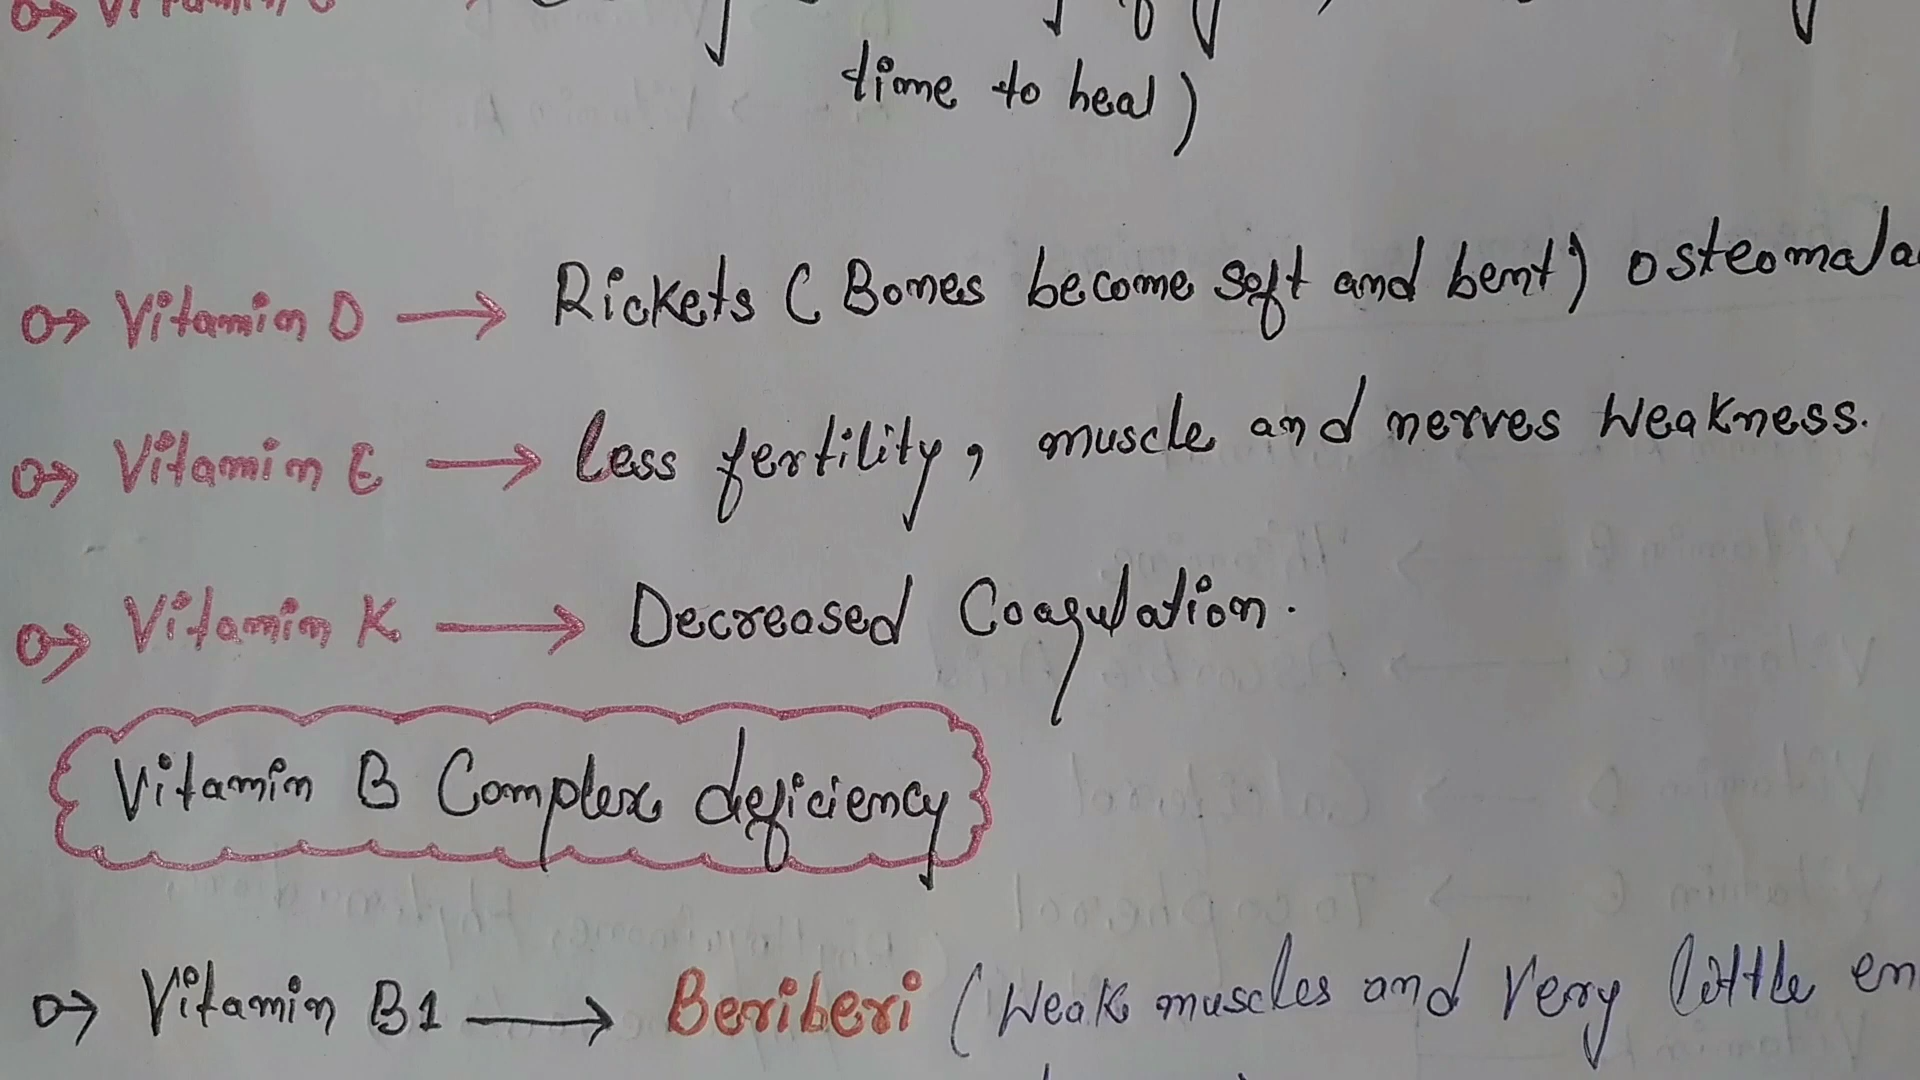 time to heal)
Vitamin D → Rickets (Bones become soft and bent) osteomala
Vitamin E → less fertility, muscle and nerves weakness.
Vitamin K → Decreased Coagulation.
Vitamin B Complex deficiency
Vitamin B1 → Beriberi (Weak muscles and very little en